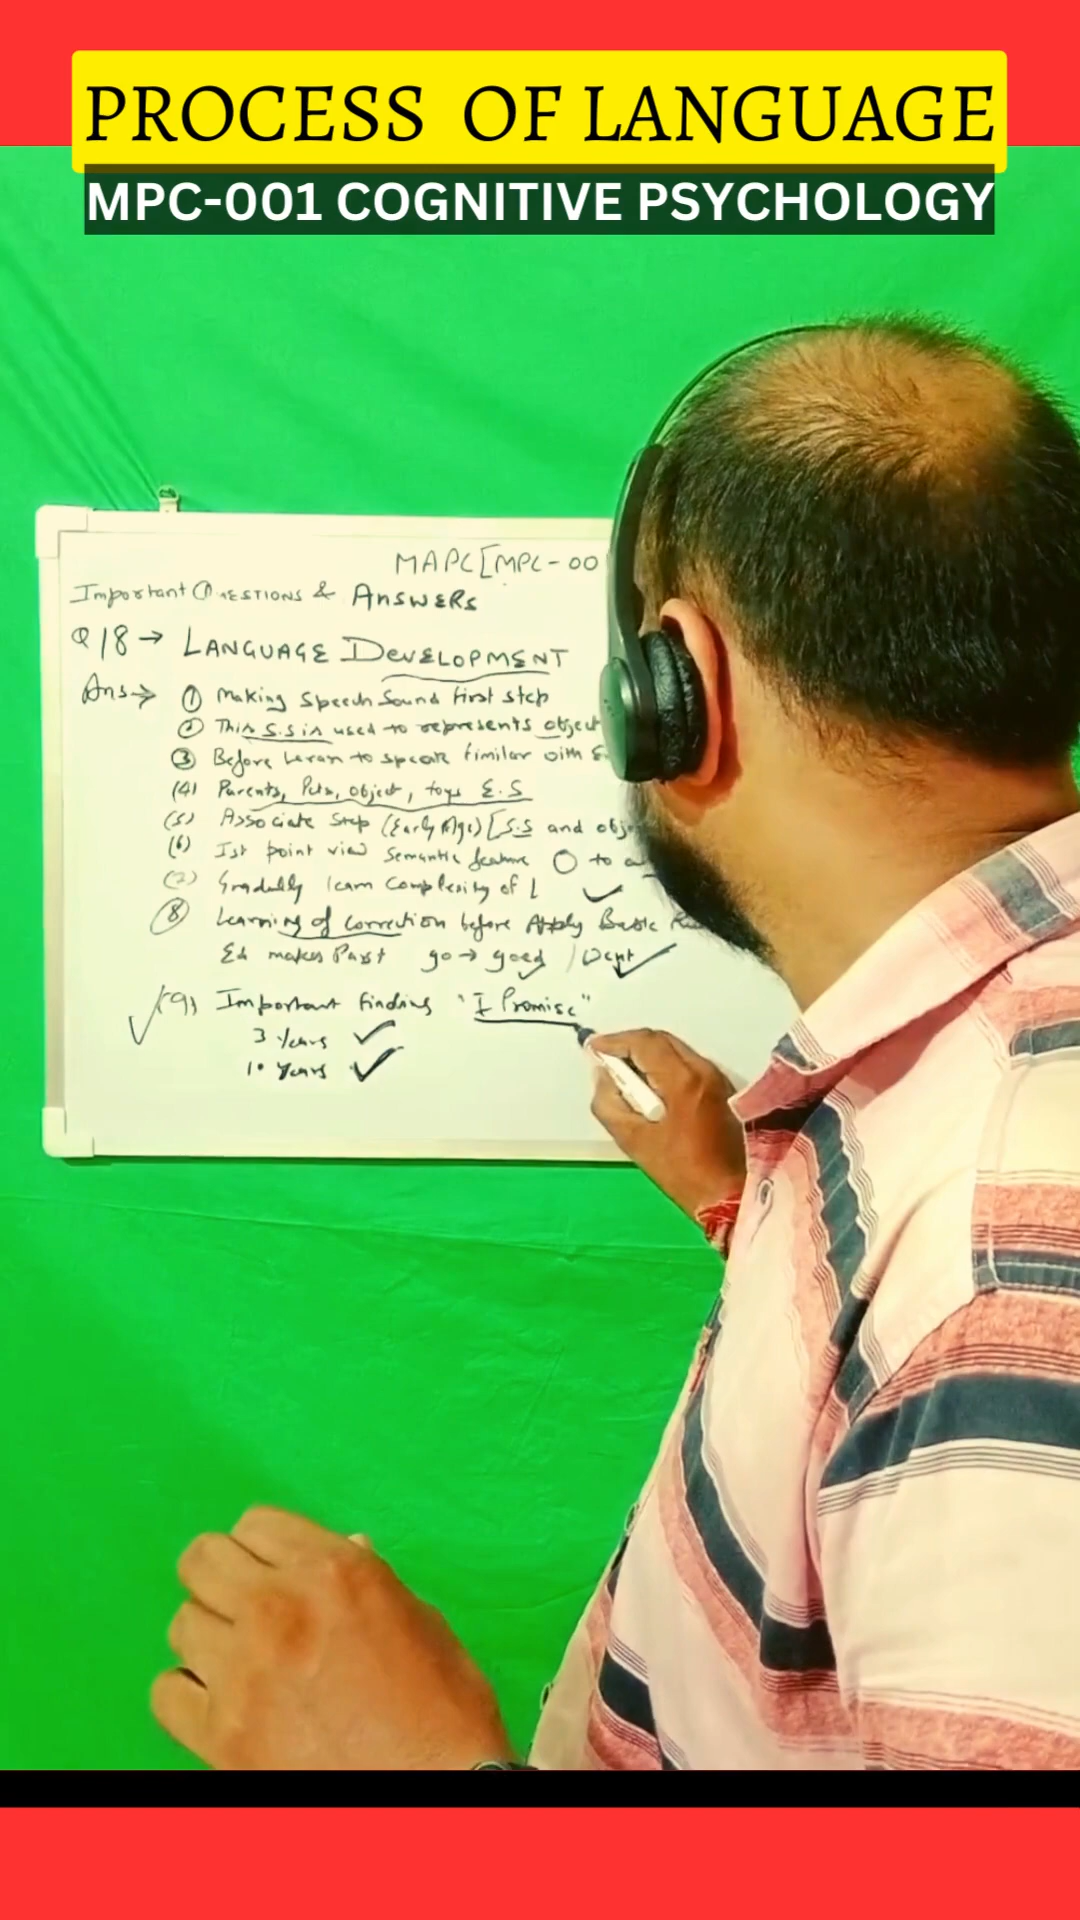 PROCESS OF LANGUAGE
MPC-001 COGNITIVE PSYCHOLOGY
MAPC[MPC-00
Important QUESTIONS & ANSWERS
Q18→ LANGUAGE DEVELOPMENT
Ans→ ① Making Speech Sound first step
② This S.S is used to represents object
③ Before to speak with
(4) Parents, Pets, object, toys E.S
(5) Associate Step (Early Age) [S.S and obj
(6) Ist point view Semantic feature to
(7) Gradually learn Complexity of L
⑧ Learning of correction before Apply Basic
Ed makes Past go→ goed / Went
(9) Important finding "I Promise"
3 Years
10 Years